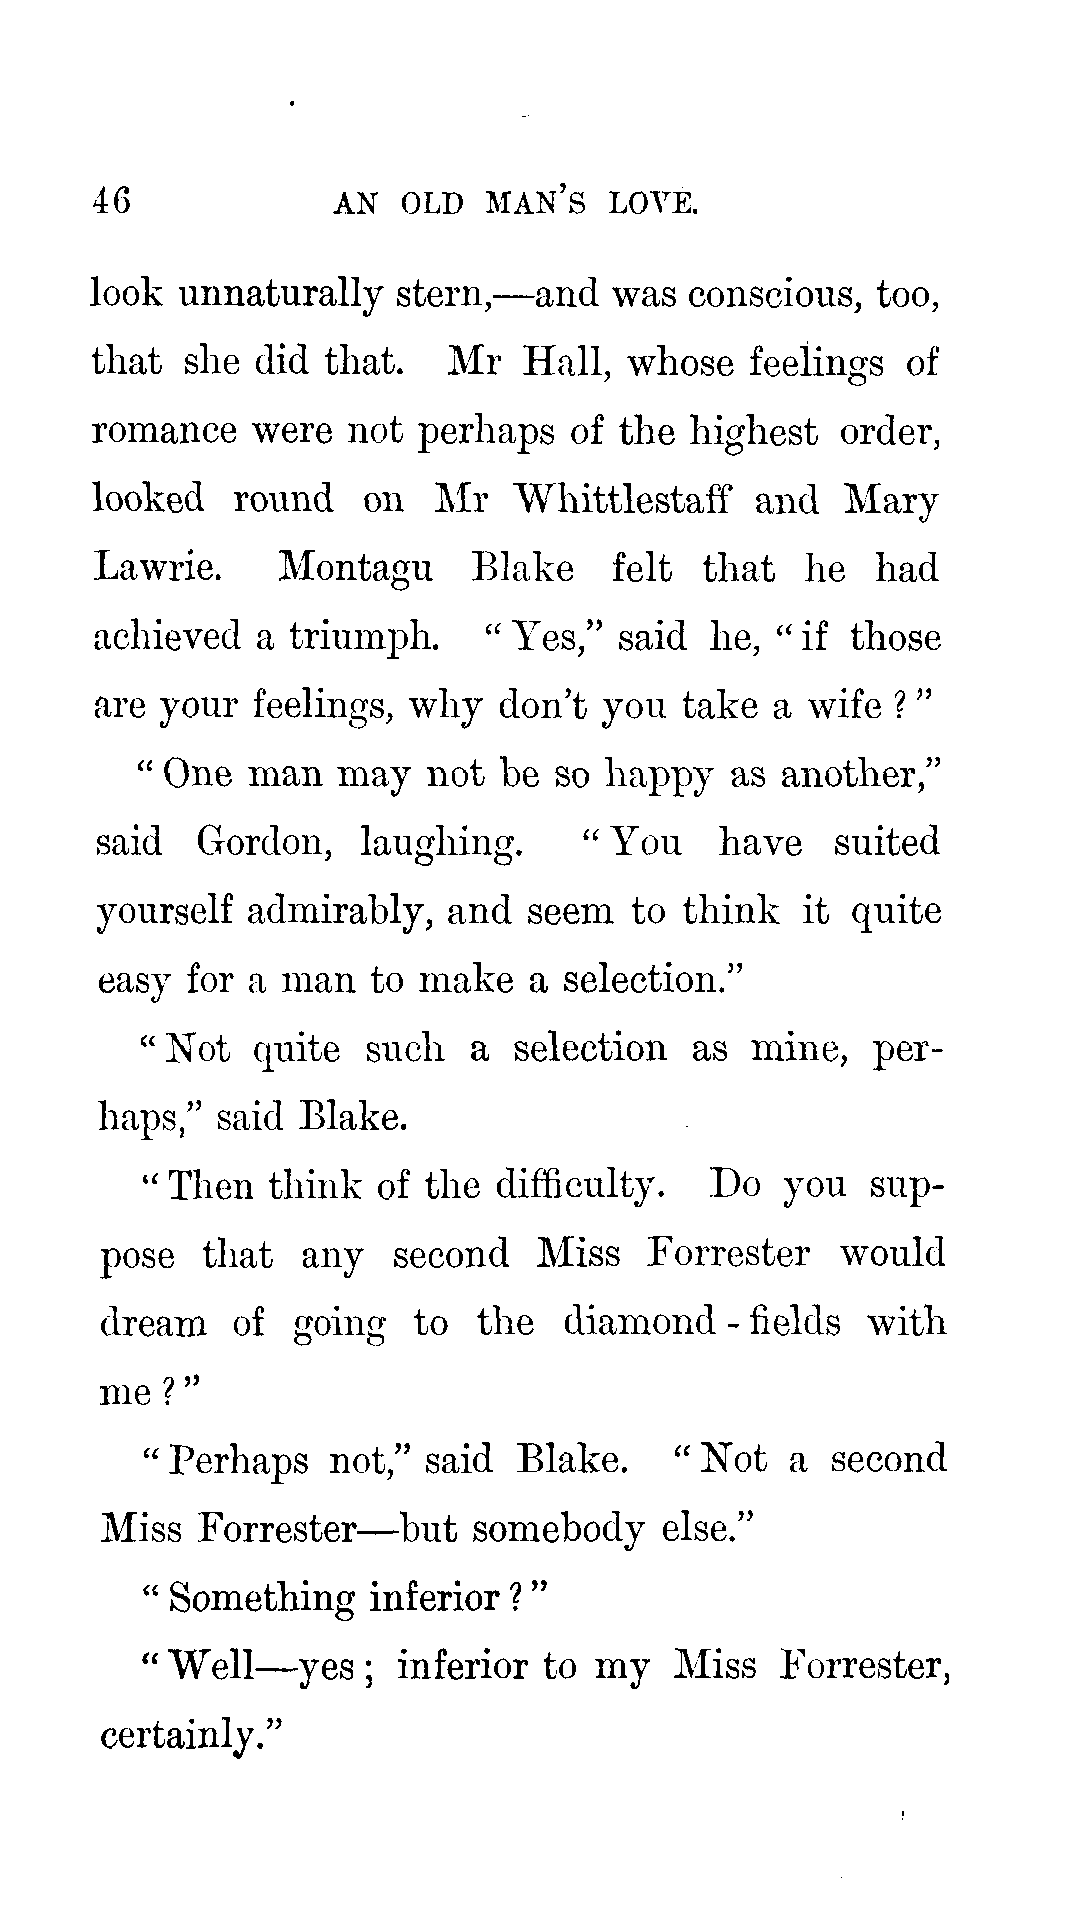 46 AN OLD MAN'S LOVE.
look unnaturally stern,—and was conscious, too,
that she did that. Mr Hall, whose feelings of
romance were not perhaps of the highest order,
looked round on Mr Whittlestaff and Mary
Lawrie. Montagu Blake felt that he had
achieved a triumph. “Yes,” said he, “if those
are your feelings, why don't you take a wife?”
“One man may not be so happy as another,”
said Gordon, laughing. “You have suited
yourself admirably, and seem to think it quite
easy for a man to make a selection.”
“Not quite such a selection as mine, per-
haps,” said Blake.
“Then think of the difficulty. Do you sup-
pose that any second Miss Forrester would
dream of going to the diamond-fields with
me?”
“Perhaps not,” said Blake. “Not a second
Miss Forrester—but somebody else.”
“Something inferior?”
“Well—yes; inferior to my Miss Forrester,
certainly.”